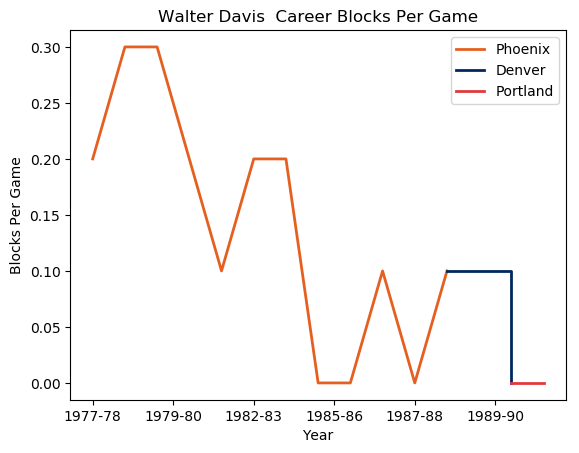 Walter Davis  Career Blocks Per Game
Phoenix
Denver
Portland
0.30
0.25
0.20
0.15
0.10
0.05
0.00
Blocks Per Game
1977-78 1979-80 1982-83 1985-86 1987-88 1989-90
Year